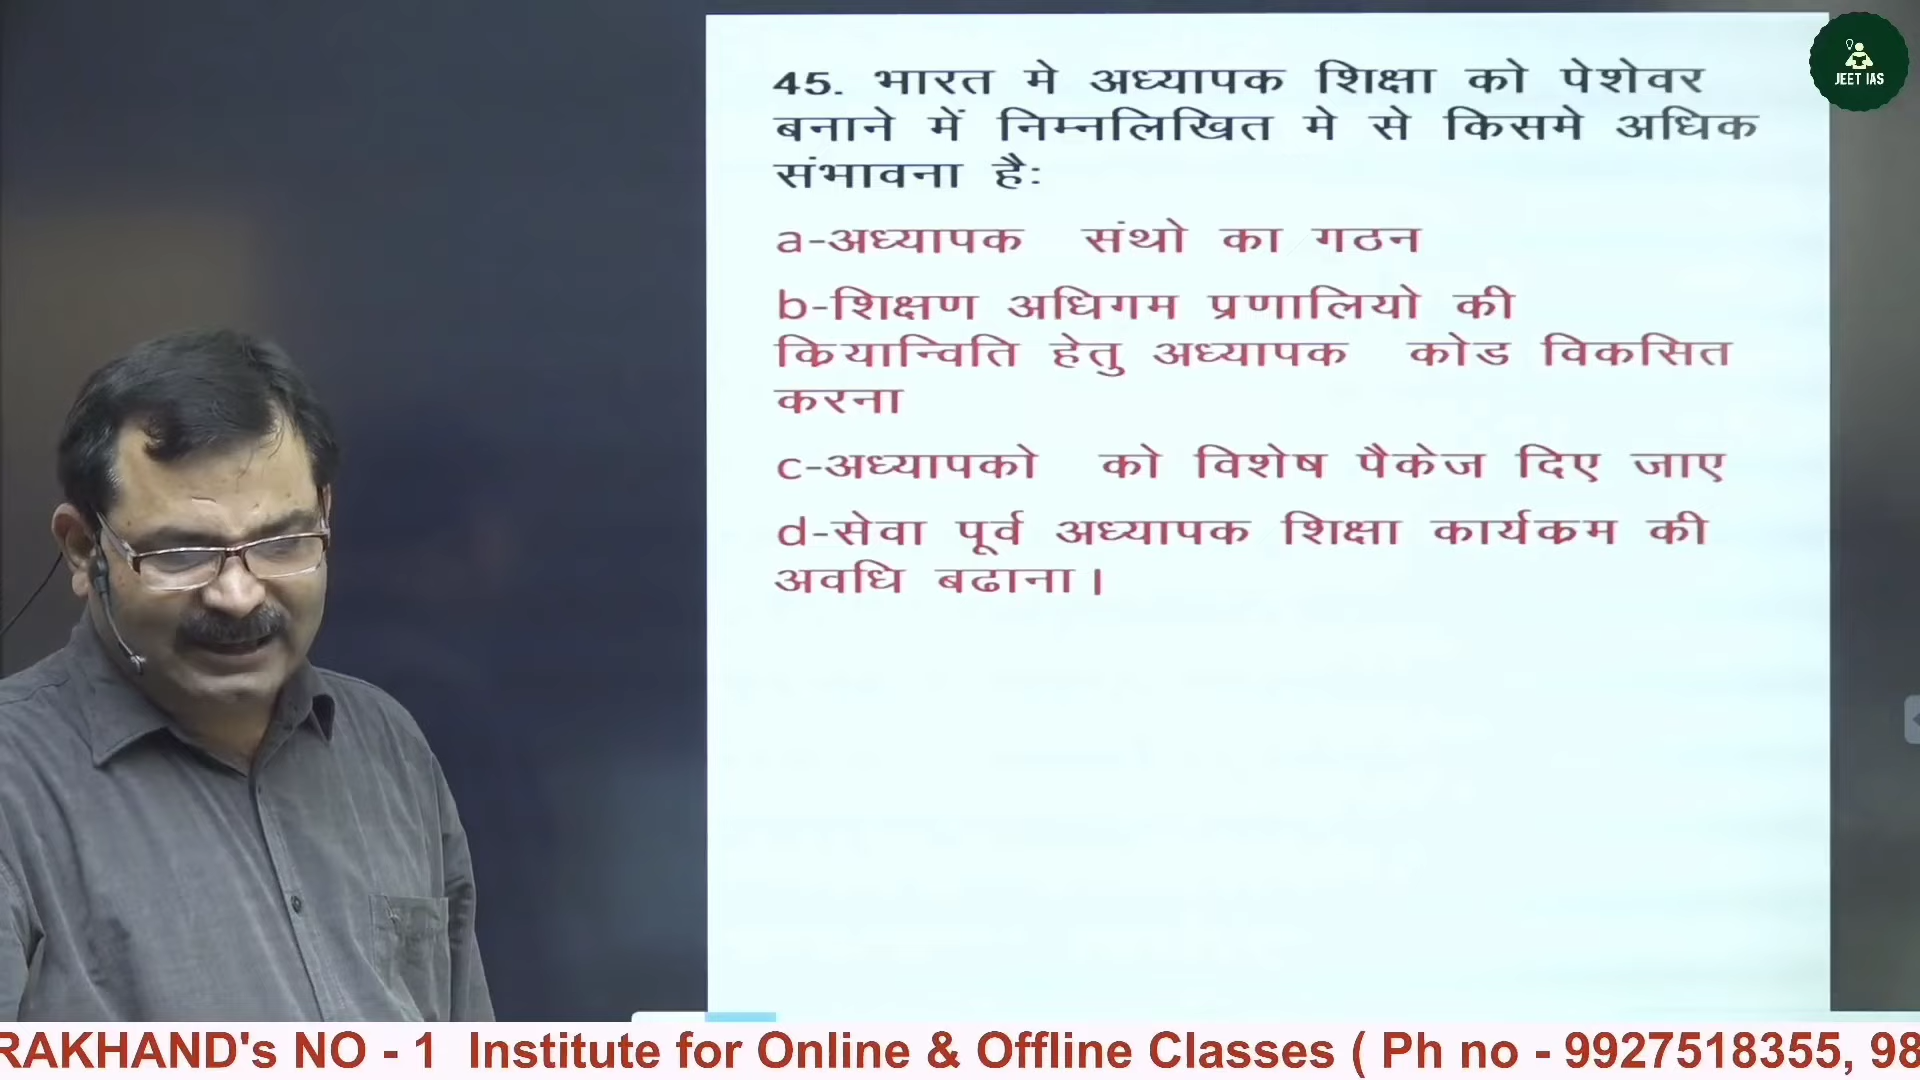 JEET IAS
45. भारत मे अध्यापक शिक्षा को पेशेवर
बनाने में निम्नलिखित मे से किसमे अधिक
संभावना हैः
a-अध्यापक संथो का गठन
b-शिक्षण अधिगम प्रणालियो की
कियान्विति हेतु अध्यापक कोड विकसित
करना
c-अध्यापको को विशेष पैकेज दिए जाए
d-सेवा पूर्व अध्यापक शिक्षा कार्यकम की
अवधि बढाना।
RAKHAND's NO - 1 Institute for Online & Offline Classes ( Ph no - 9927518355, 98